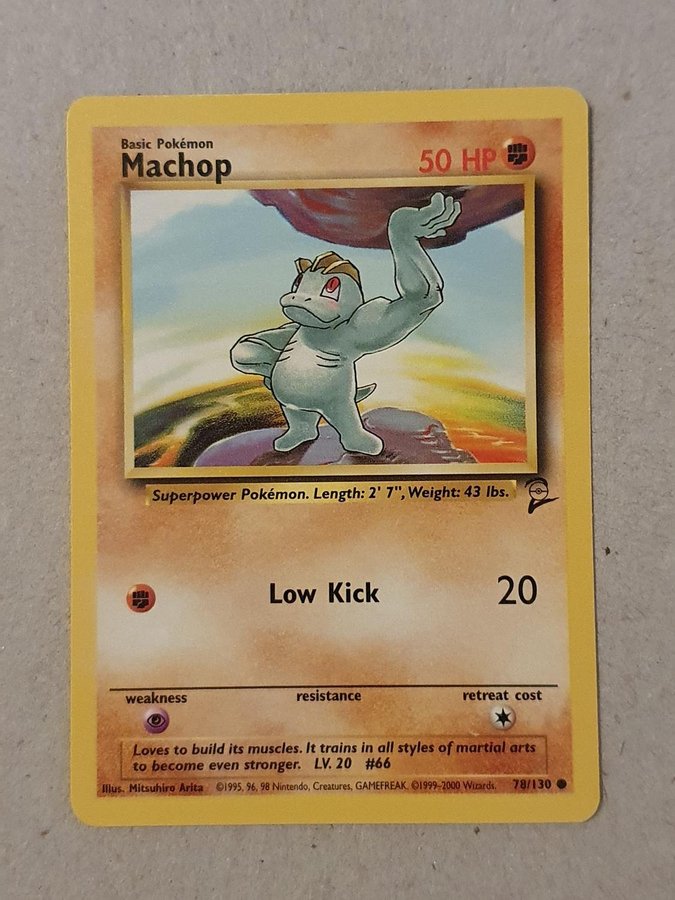 Basic Pokémon
Machop
50 HP
Superpower Pokémon. Length: 2' 7", Weight: 43 lbs.
Low Kick
20
weakness
resistance
retreat cost
Loves to build its muscles. It trains in all styles of martial arts
to become even stronger. LV. 20 #66
Illus. Mitsuhiro Arita ©1995, 96, 98 Nintendo, Creatures, GAMEFREAK. ©1999-2000 Wizards. 78/130